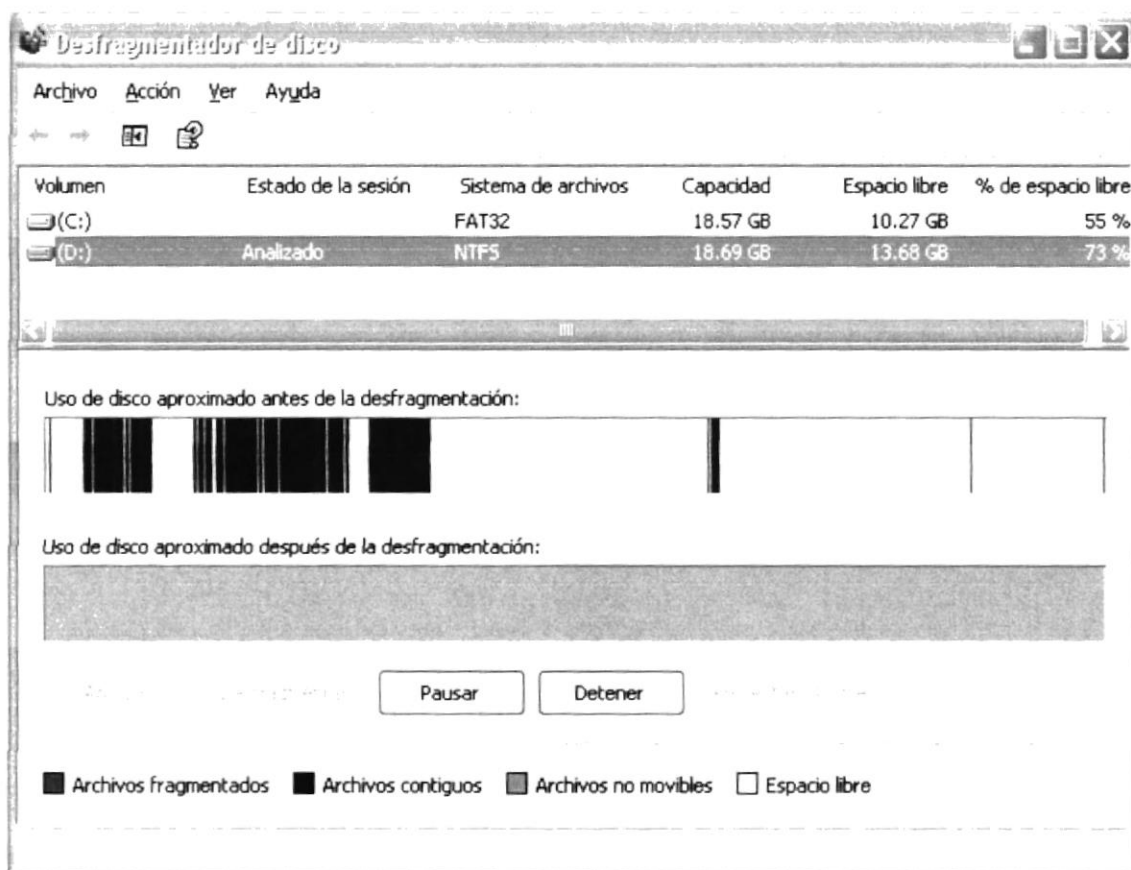 Desfragmentador de disco
Archivo Acción Ver Ayuda
Volumen Estado de la sesión Sistema de archivos Capacidad Espacio libre % de espacio libre
(C:) FAT32 18.57 GB 10.27 GB 55 %
(D:) Analizado NTFS 18.69 GB 13.68 GB 73 %
Uso de disco aproximado antes de la desfragmentación:
Uso de disco aproximado después de la desfragmentación:
Pausar Detener
Archivos fragmentados Archivos contiguos Archivos no movibles Espacio libre